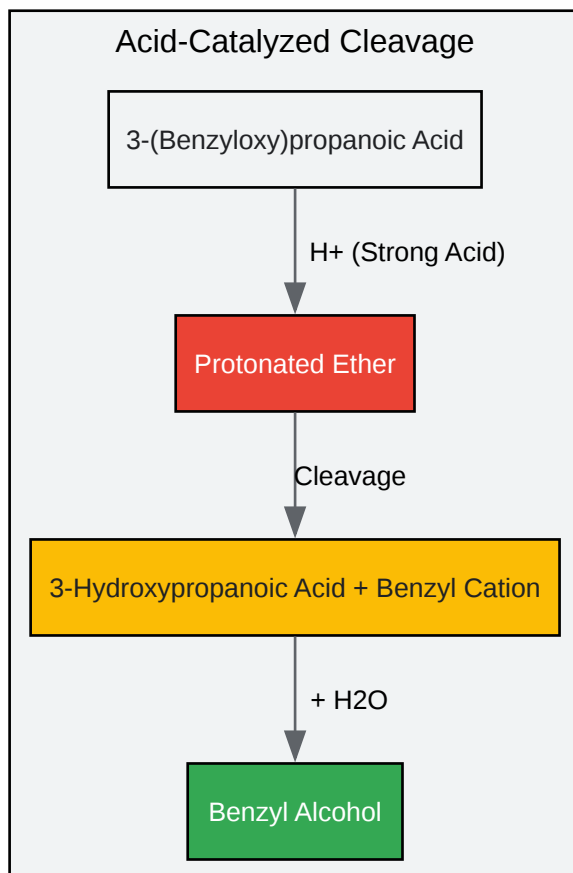 Acid-Catalyzed Cleavage
3-(Benzyloxy)propanoic Acid
H+ (Strong Acid)
Protonated Ether
Cleavage
3-Hydroxypropanoic Acid + Benzyl Cation
+ H2O
Benzyl Alcohol